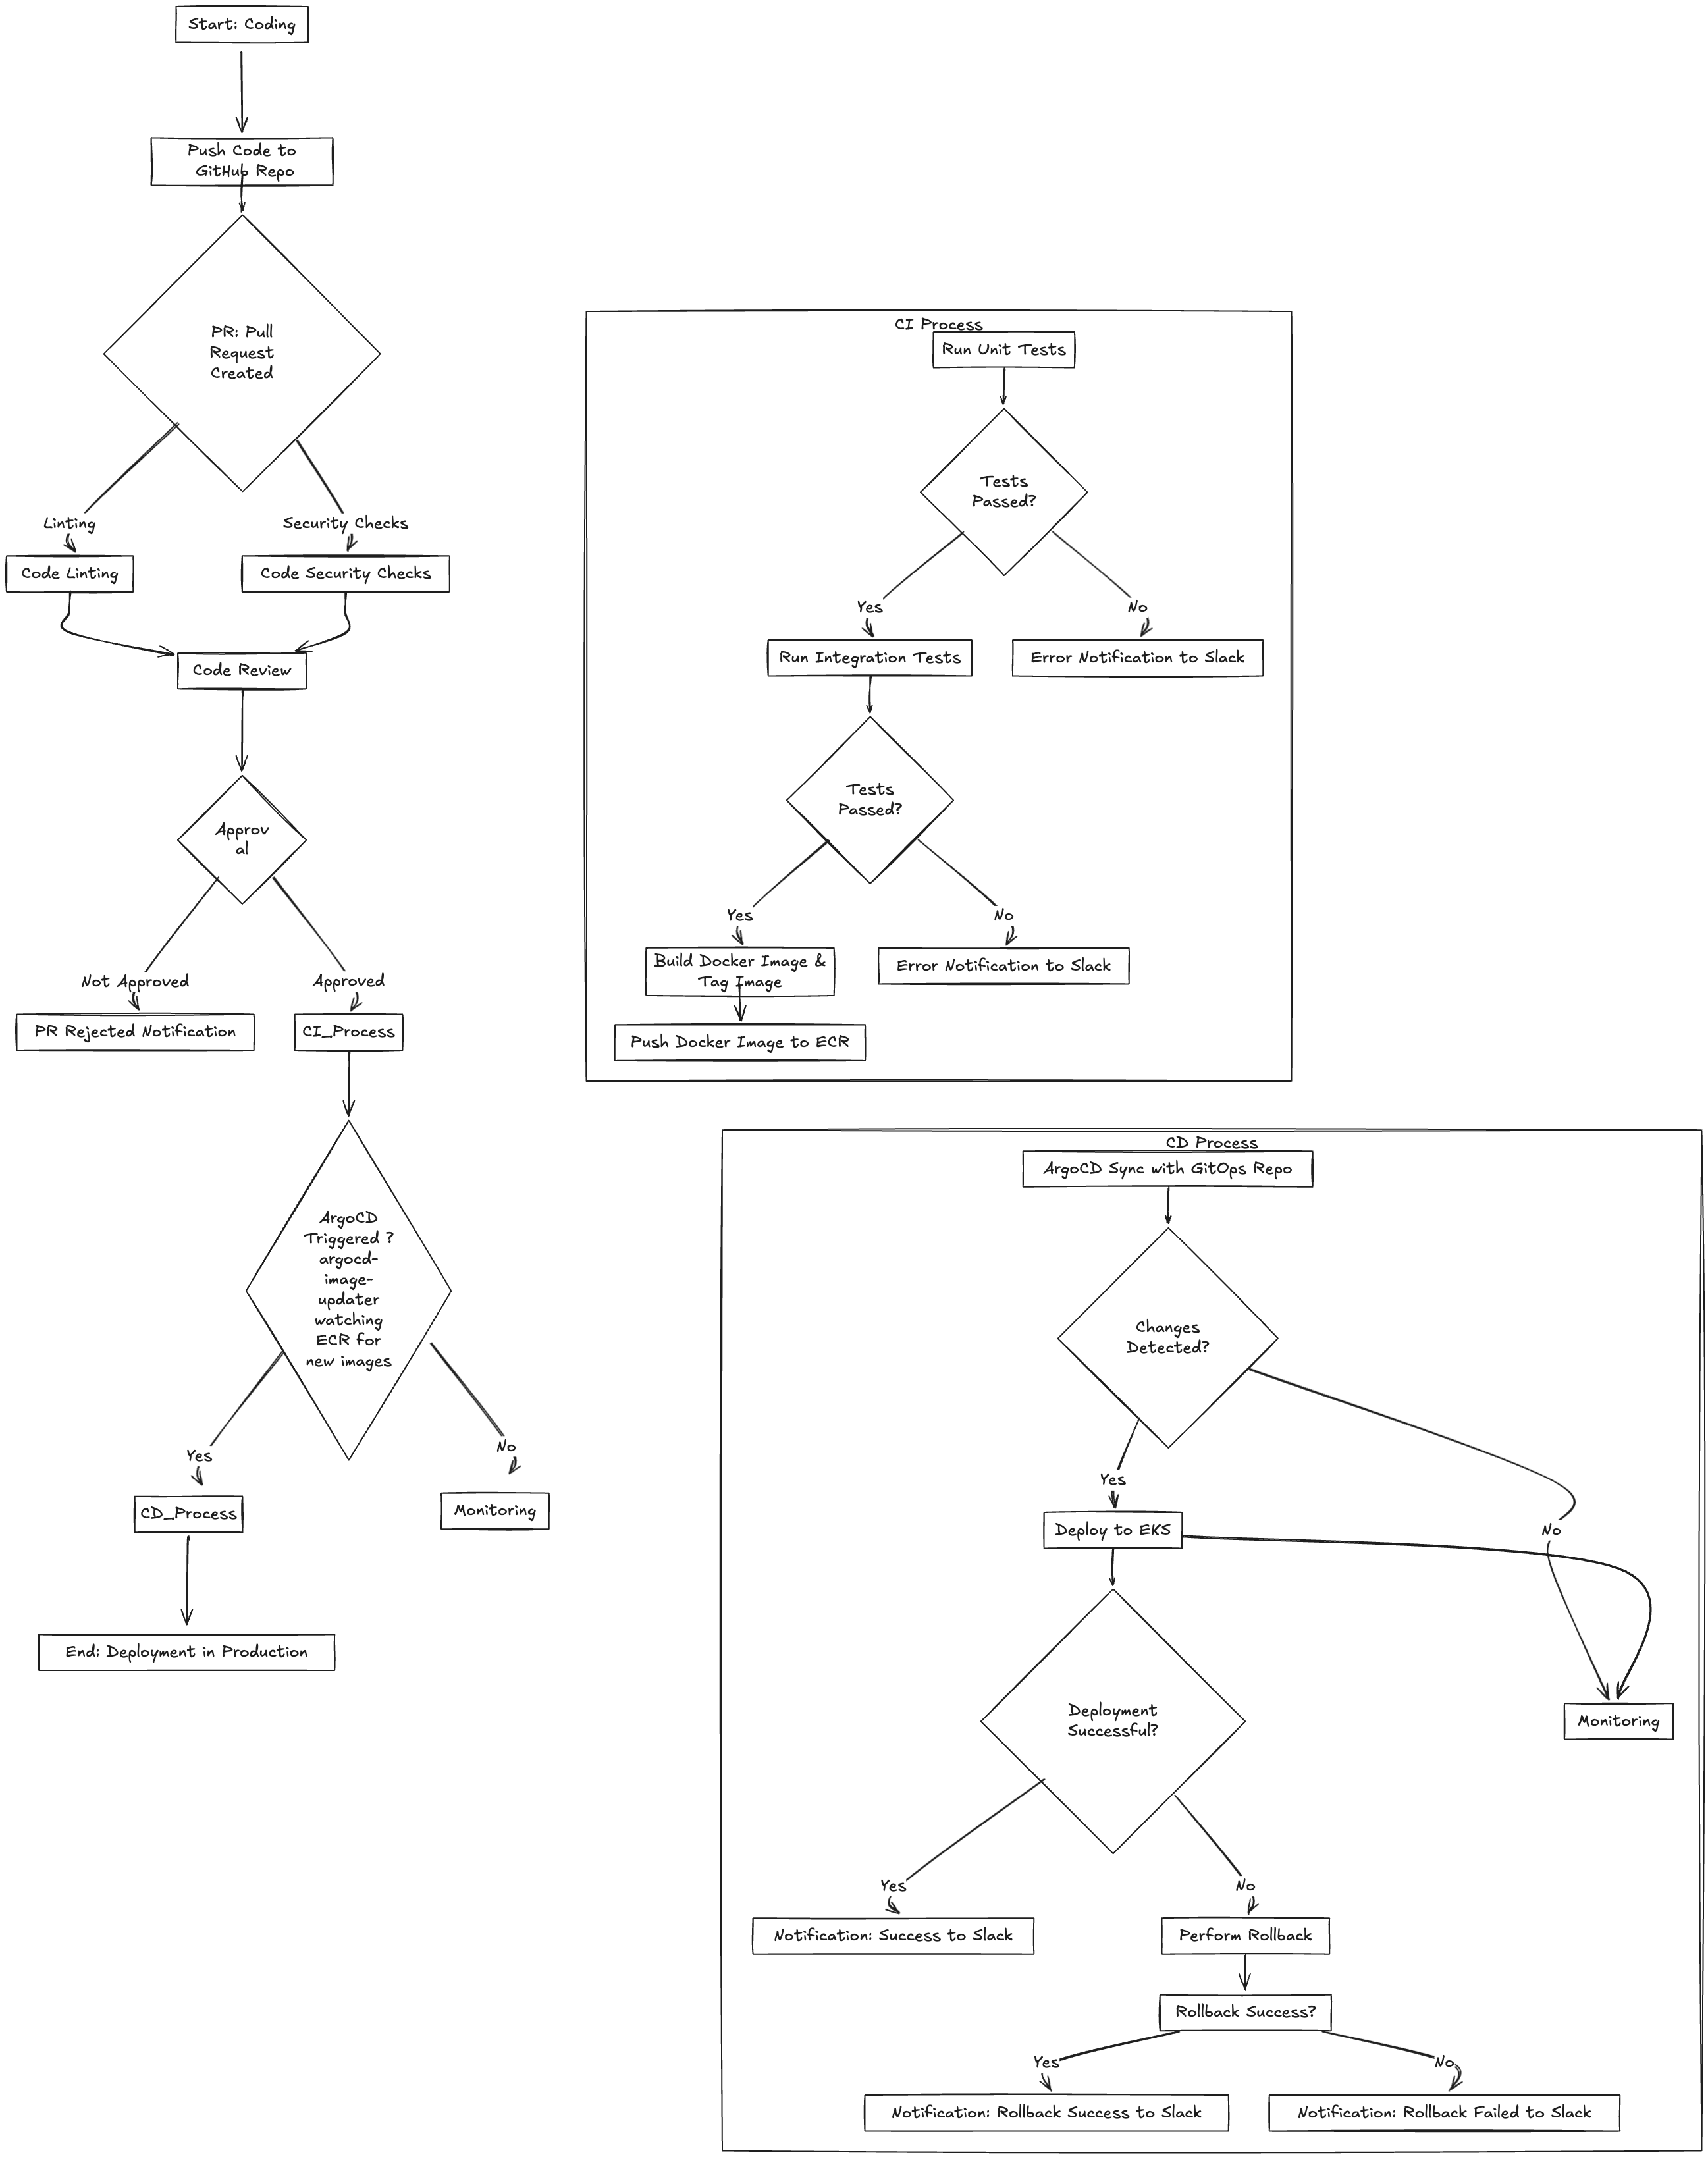 Start: Coding
Push Code to
GitHub Repo
PR: Pull
Request
Created
Linting
Security Checks
Code Linting
Code Security Checks
Code Review
Approv
al
Not Approved
Approved
PR Rejected Notification
CI_Process
ArgoCD
Triggered ?
argocd-
image-
updater
watching
ECR for
new images
Yes
No
CD_Process
Monitoring
End: Deployment in Production
CI Process
Run Unit Tests
Tests
Passed?
Yes
No
Run Integration Tests
Error Notification to Slack
Tests
Passed?
Yes
No
Build Docker Image &
Tag Image
Error Notification to Slack
Push Docker Image to ECR
CD Process
ArgoCD Sync with GitOps Repo
Changes
Detected?
Yes
No
Deploy to EKS
Deployment
Successful?
Monitoring
Yes
No
Notification: Success to Slack
Perform Rollback
Rollback Success?
Yes
No
Notification: Rollback Success to Slack
Notification: Rollback Failed to Slack